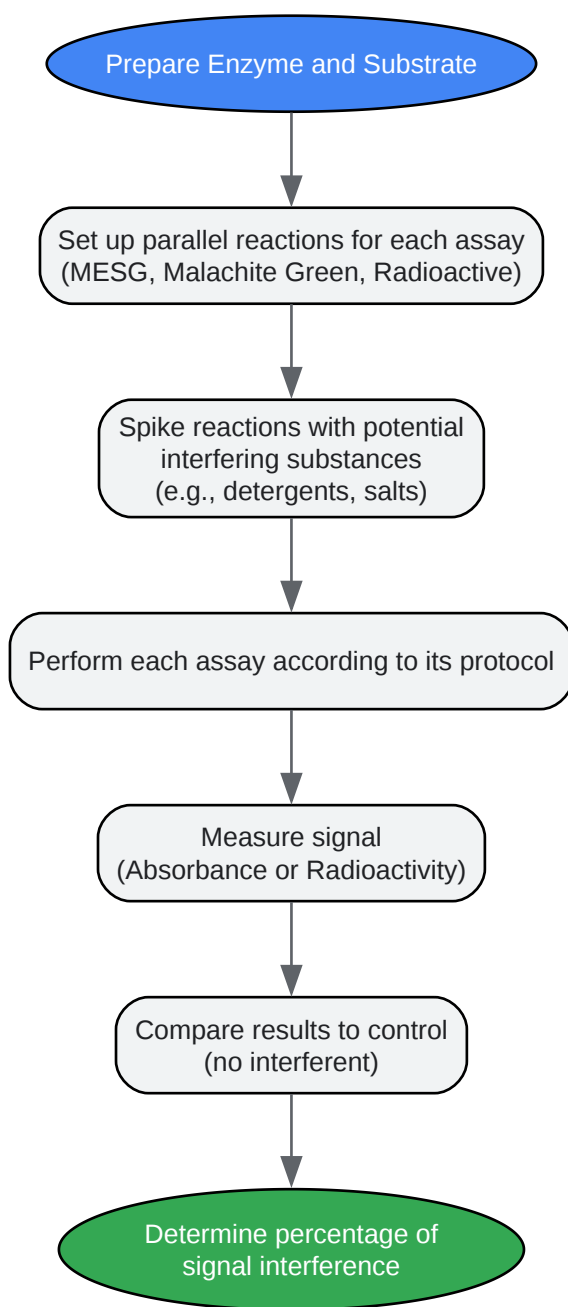 Prepare Enzyme and Substrate
Set up parallel reactions for each assay
(MESG, Malachite Green, Radioactive)
Spike reactions with potential
interfering substances
(e.g., detergents, salts)
Perform each assay according to its protocol
Measure signal
(Absorbance or Radioactivity)
Compare results to control
(no interferent)
Determine percentage of
signal interference